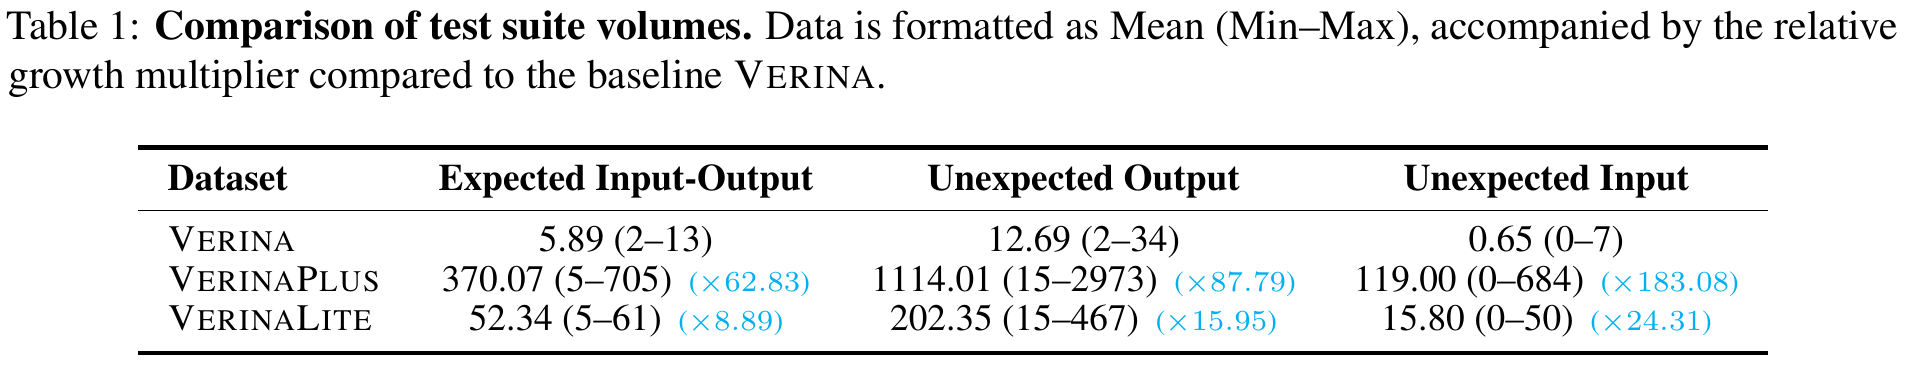 Table 1: Comparison of test suite volumes. Data is formatted as Mean (Min–Max), accompanied by the relative
growth multiplier compared to the baseline VERINA.
Dataset Expected Input-Output Unexpected Output Unexpected Input
VERINA 5.89 (2–13) 12.69 (2–34) 0.65 (0–7)
VERINAPLUS 370.07 (5–705) (×62.83) 1114.01 (15–2973) (×87.79) 119.00 (0–684) (×183.08)
VERINALITE 52.34 (5–61) (×8.89) 202.35 (15–467) (×15.95) 15.80 (0–50) (×24.31)